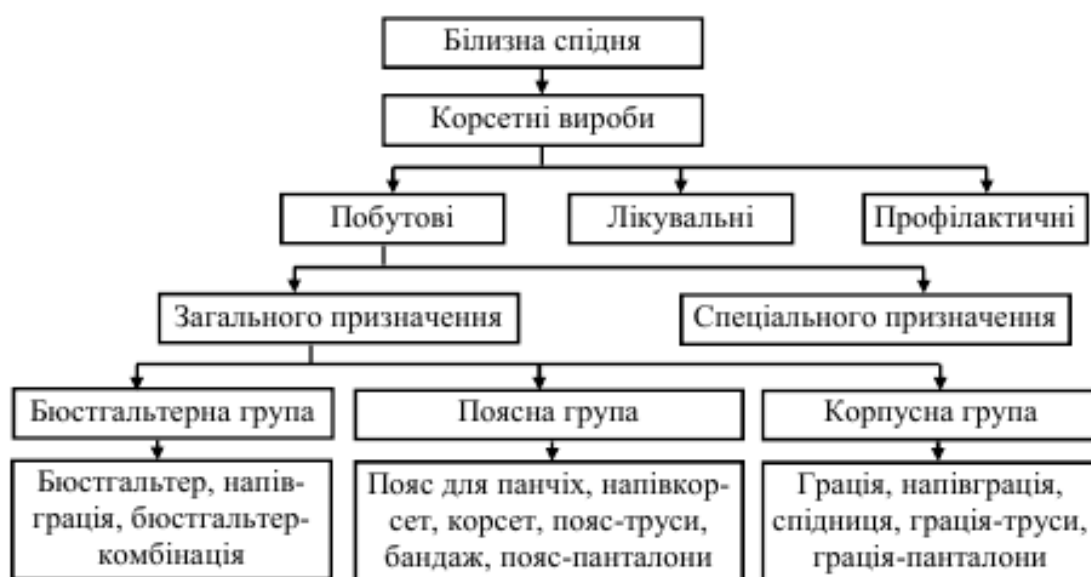 Білизна спідня
Корсетні вироби
Побутові
Лікувальні
Профілактичні
Загального призначення
Спеціального призначення
Бюстгальтерна група
Поясна група
Корпусна група
Бюстгальтер, напів-
грація, бюстгальтер-
комбінація
Пояс для панчіх, напівкор-
сет, корсет, пояс-труси,
бандаж, пояс-панталони
Грація, напівграція,
спідниця, грація-труси,
грація-панталони